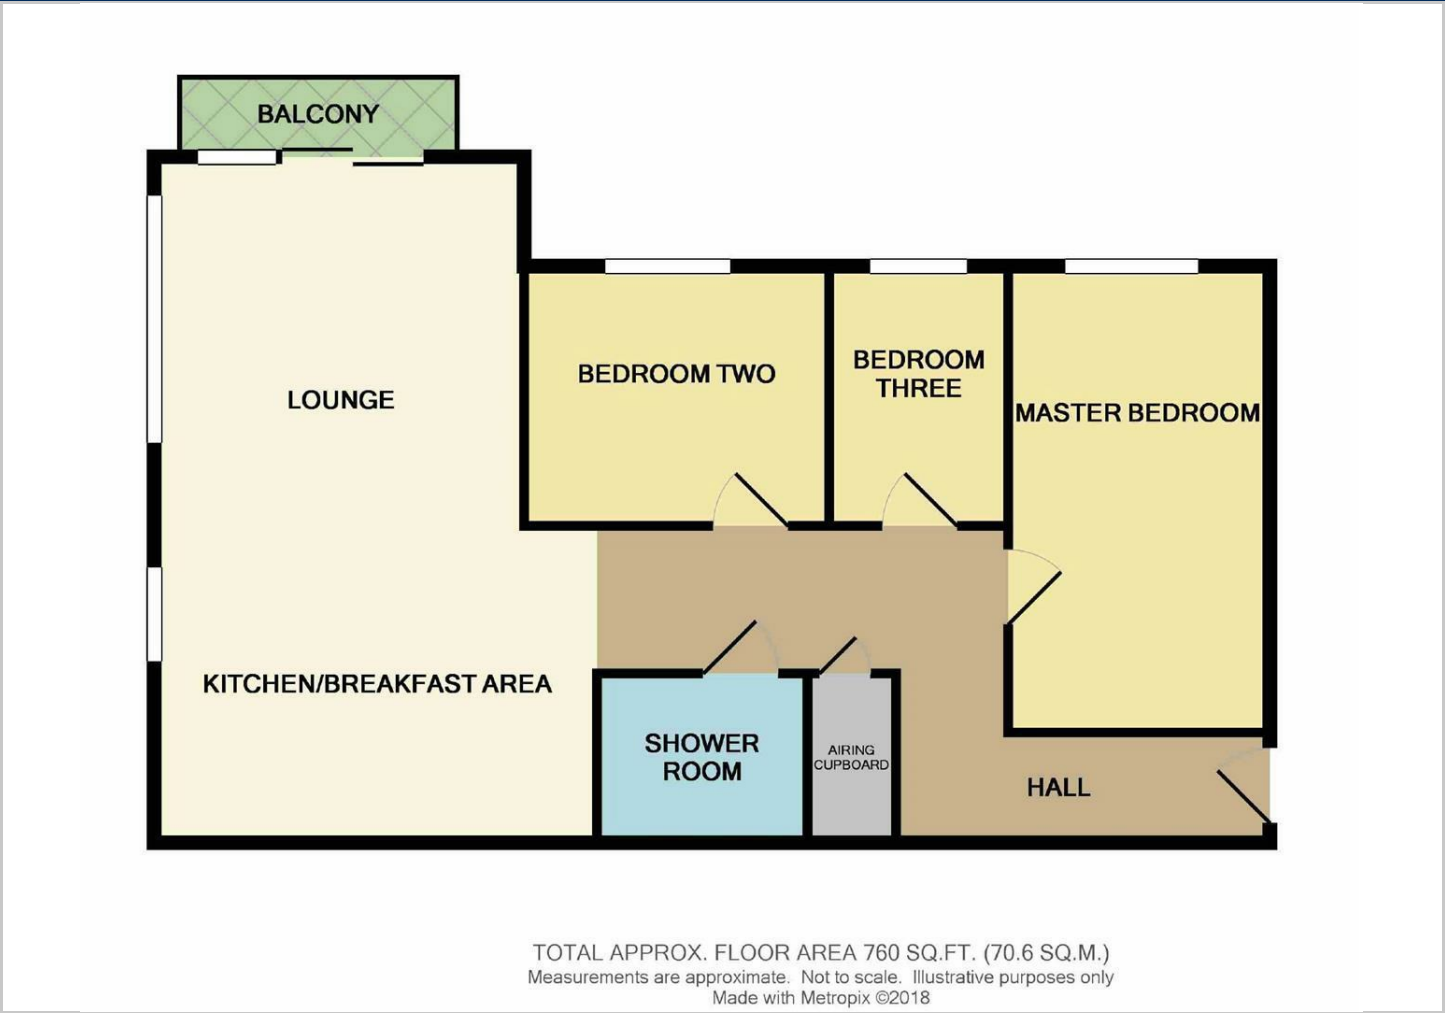 BALCONY
LOUNGE
BEDROOM TWO
BEDROOM
THREE
MASTER BEDROOM
KITCHEN/BREAKFAST AREA
SHOWER
ROOM
AIRING
CUPBOARD
HALL
TOTAL APPROX. FLOOR AREA 760 SQ.FT. (70.6 SQ.M.)
Measurements are approximate. Not to scale. Illustrative purposes only
Made with Metropix ©2018